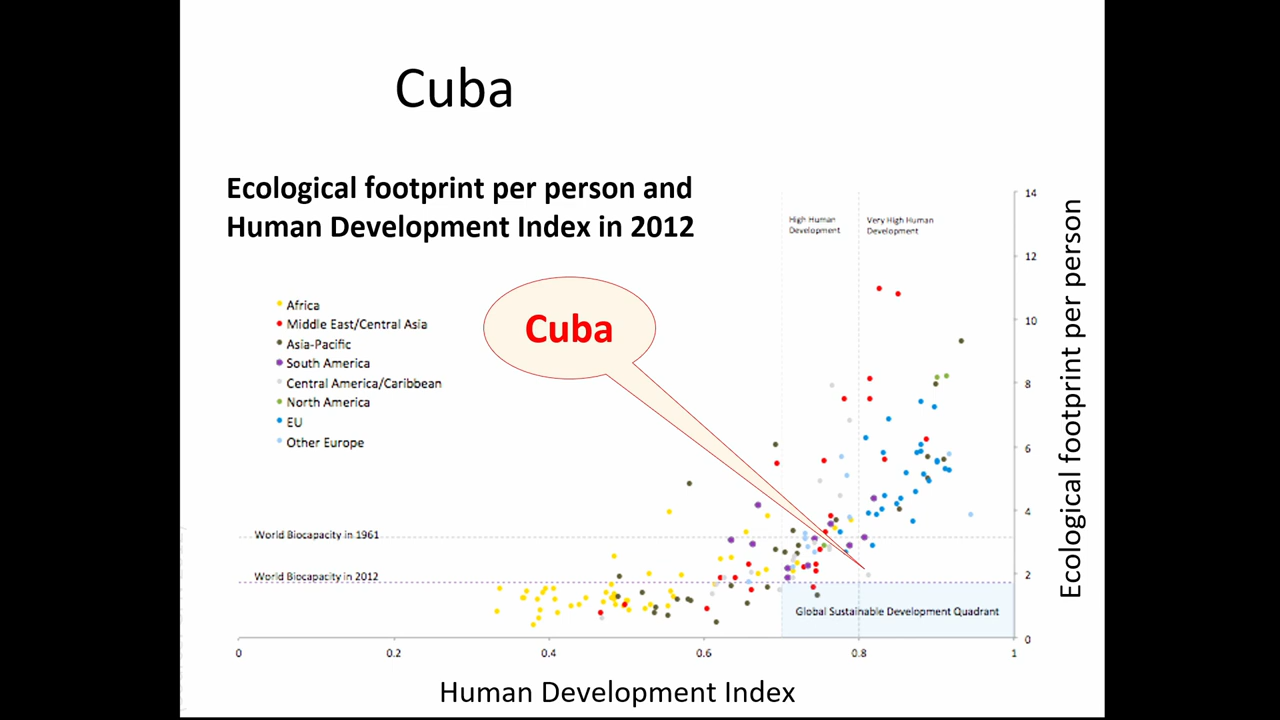 Cuba
Ecological footprint per person and
Human Development Index in 2012
Africa
Middle East/Central Asia
Asia-Pacific
South America
Central America/Caribbean
North America
EU
Other Europe
Cuba
High Human
Development
Very High Human
Development
World Biocapacity in 1961
World Biocapacity in 2012
Global Sustainable Development Quadrant
14
12
10
8
6
4
2
0
Ecological footprint per person
0
0.2
0.4
0.6
0.8
1
Human Development Index